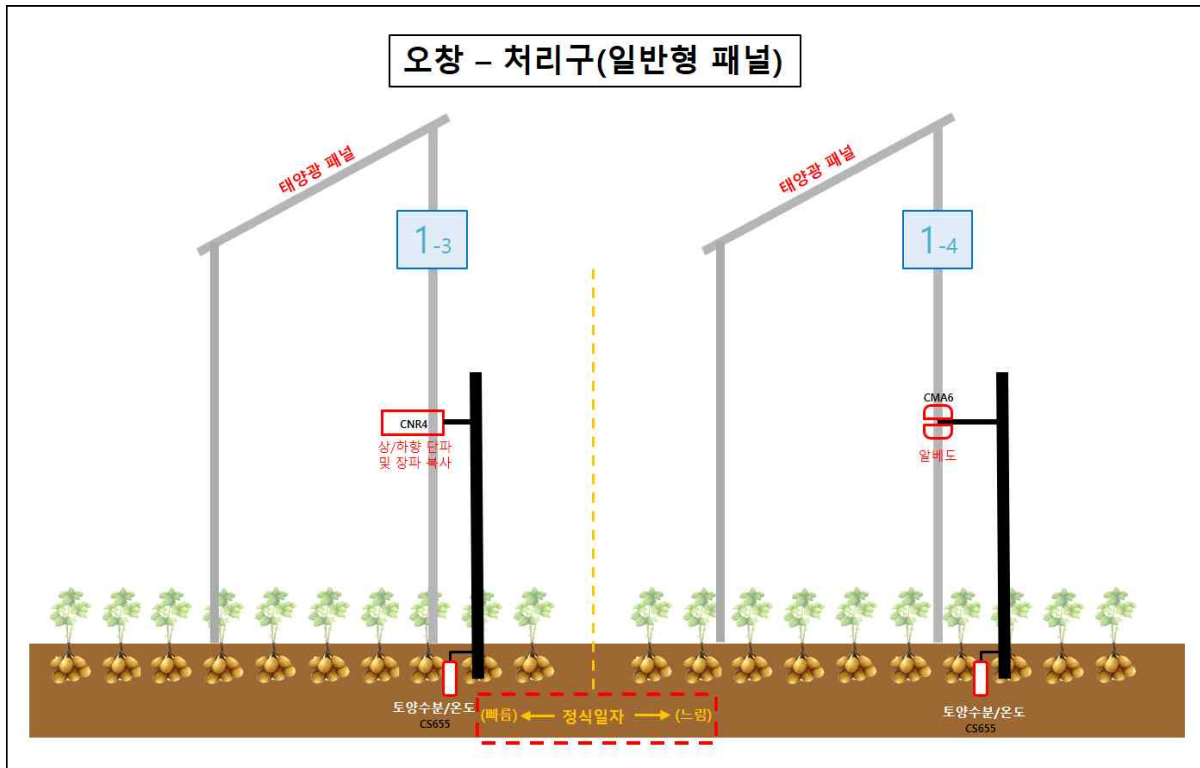 오창 – 처리구(일반형 패널)
태양광 패널
태양광 패널
1-3
1-4
CNR4
상/하향 단파
및 장파 복사
CMA6
알베도
토양수분/온도
CS655
(빠름) 정식일자 (느림)
토양수분/온도
CS655